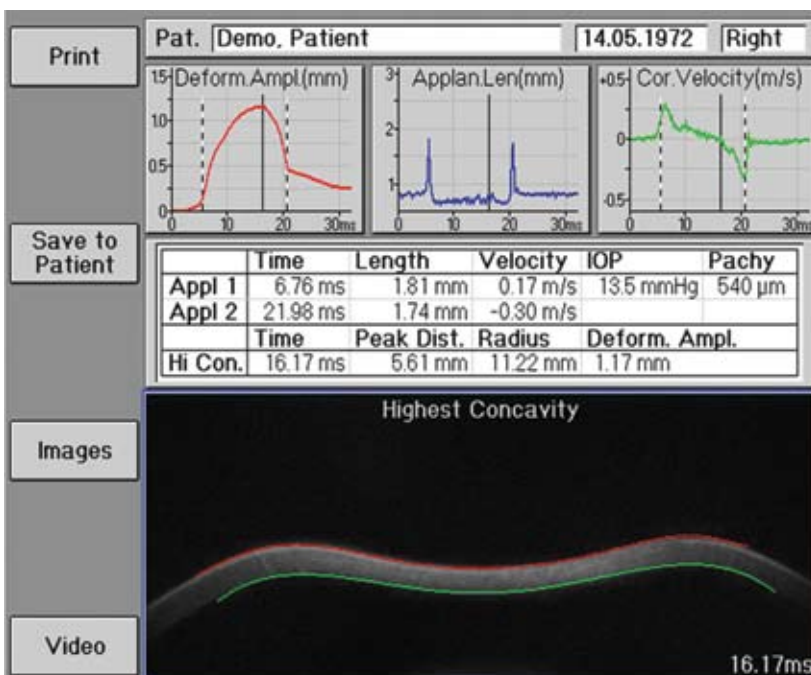 Print
Pat. Demo, Patient 14.05.1972 Right
15 Deform.Ampl.(mm)
10
05
0
0 10 20 30ms
3 Applan.Len(mm)
2
1
0 10 20 30ms
+0.5 Cor.Velocity(m/s)
0
-0.5
0 10 20 30ms
Save to
Patient
Time Length Velocity IOP Pachy
Appl 1 6.76 ms 1.81 mm 0.17 m/s 13.5 mmHg 540 µm
Appl 2 21.98 ms 1.74 mm -0.30 m/s
Time Peak Dist. Radius Deform. Ampl.
Hi Con. 16.17 ms 5.61 mm 11.22 mm 1.17 mm
Highest Concavity
Images
Video
16.17ms